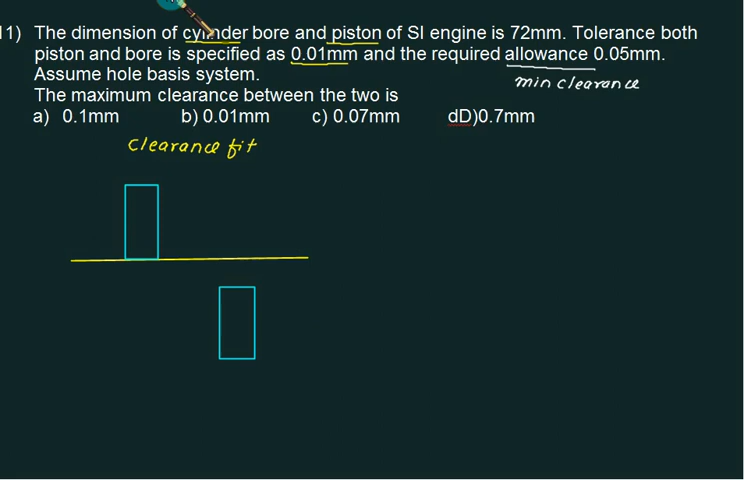 11) The dimension of cylinder bore and piston of SI engine is 72mm. Tolerance both
piston and bore is specified as 0.01mm and the required allowance 0.05mm.
Assume hole basis system.
min clearance
The maximum clearance between the two is
a) 0.1mm b) 0.01mm c) 0.07mm dD)0.7mm
Clearance fit